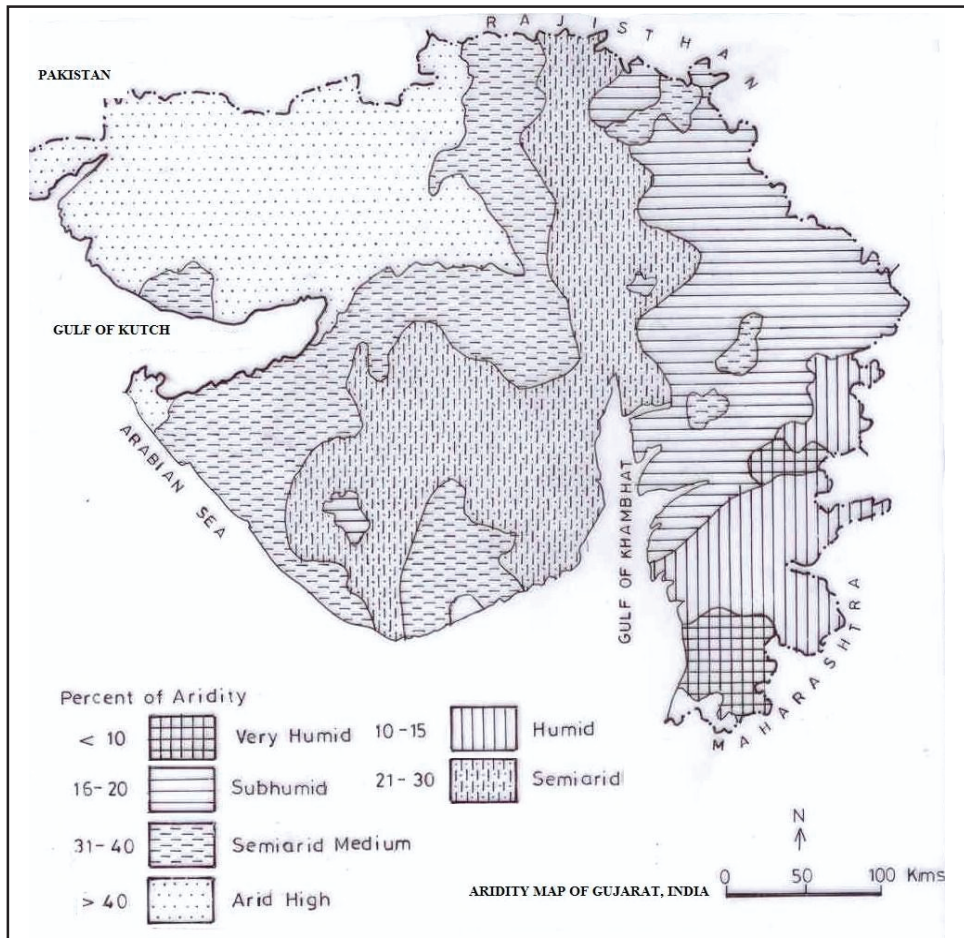 RAJISTHAN
PAKISTAN
GULF OF KUTCH
ARABIAN SEA
GULF OF KHAMBHAT
MAHARASHTRA
Percent of Aridity
< 10 Very Humid
10-15 Humid
16-20 Subhumid
21-30 Semiarid
31-40 Semiarid Medium
> 40 Arid High
N
ARIDITY MAP OF GUJARAT, INDIA
0 50 100 Kms